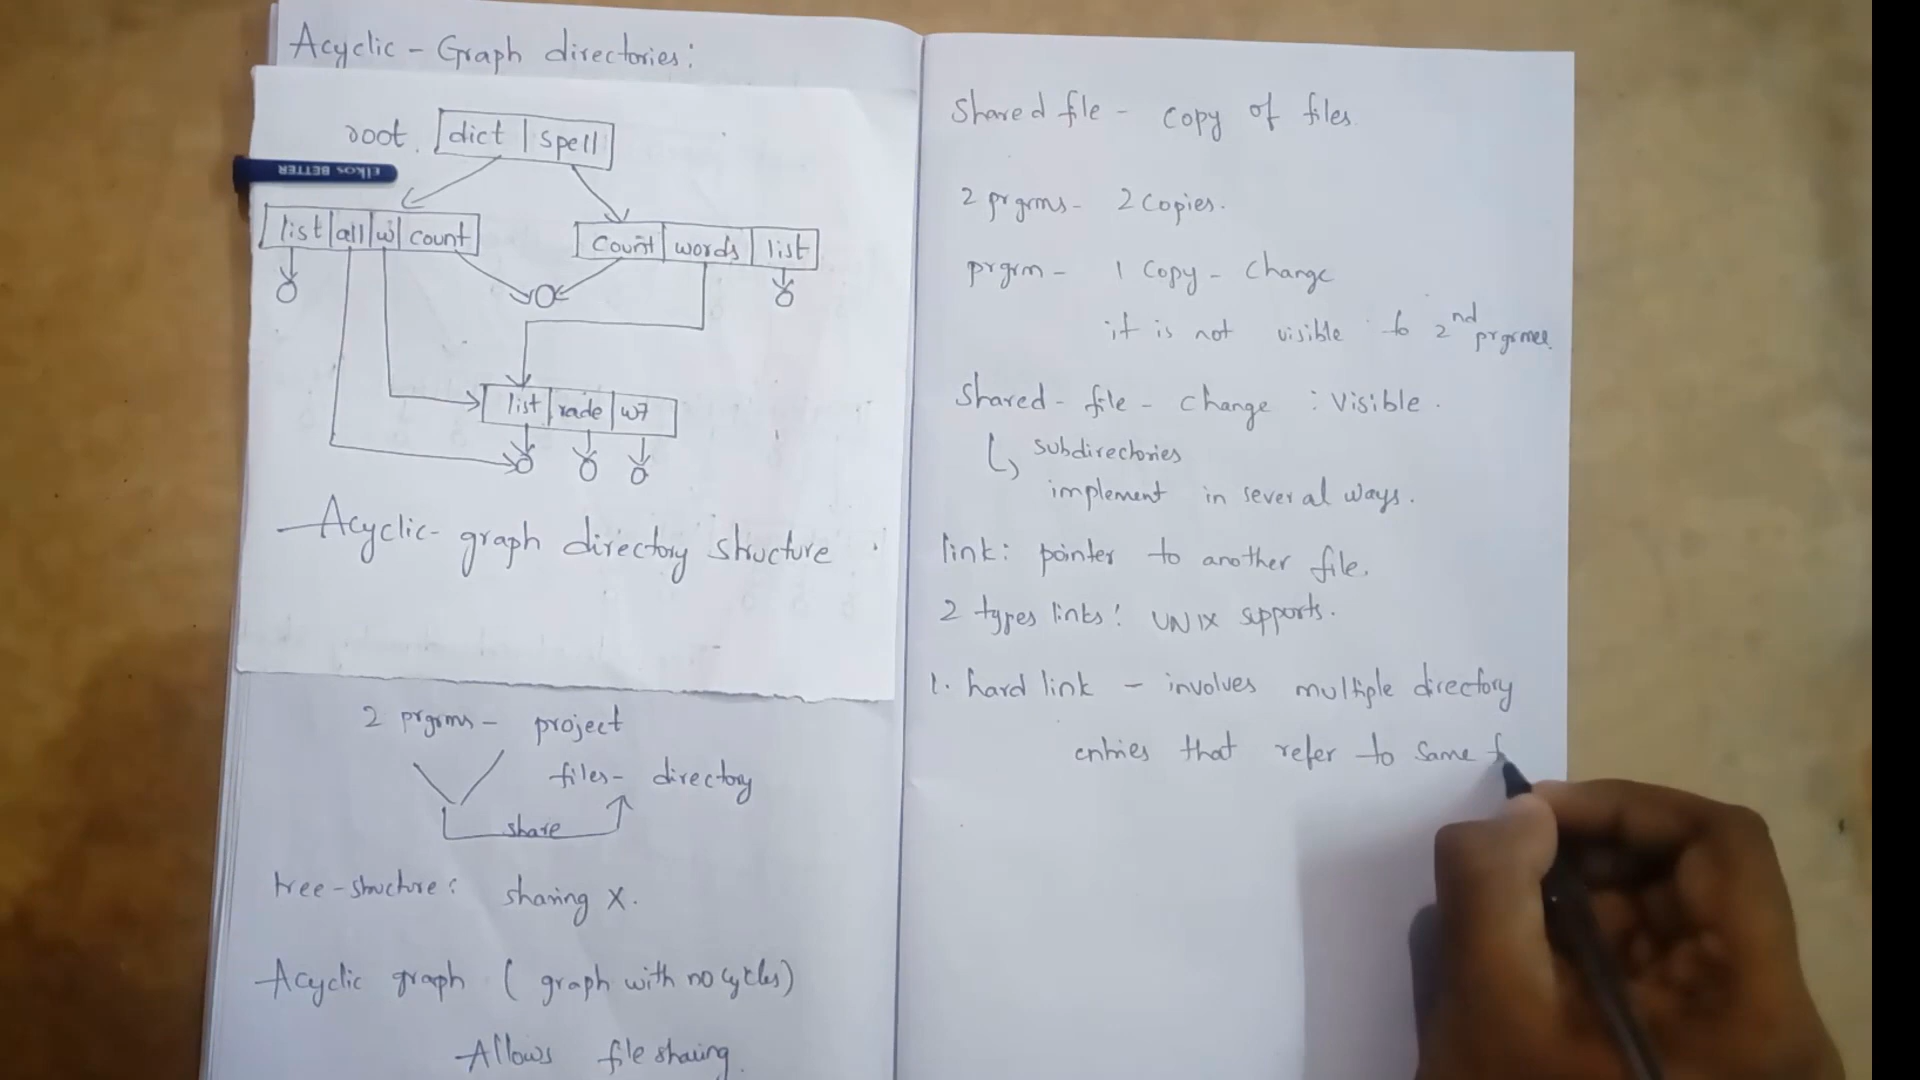 Acyclic - Graph directories:
root. dict | spell
elkos BETTER
list | all | w | count
count | words | list
list | rade | w7
Acyclic- graph directory structure.
2 prgrms - project
files - directory
share
tree - structure: sharing X.
Acyclic graph ( graph with no cycles)
Allows file sharing.
Shared file - copy of files.
2 prgrms - 2 copies.
prgrm - 1 copy - change
it is not visible to 2nd prgrmer.
Shared - file - change : visible.
subdirectories
implement in several ways.
link: pointer to another file.
2 types links: UNIX supports.
1. hard link - involves multiple directory
entries that refer to same f